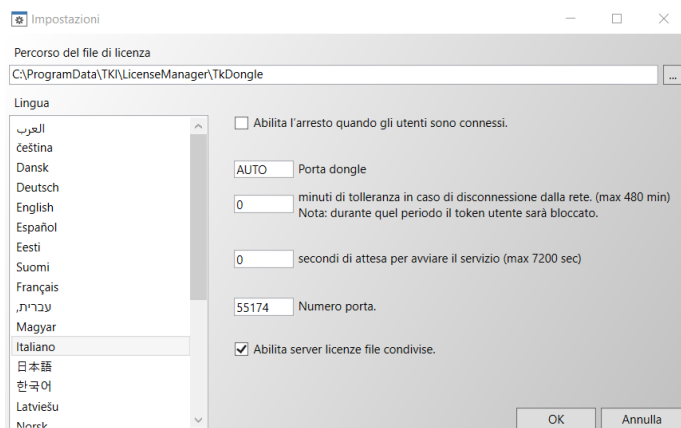 Impostazioni
Percorso del file di licenza
C:\ProgramData\TKI\LicenseManager\TkDongle
...
Lingua
العرب
čeština
Dansk
Deutsch
English
Español
Eesti
Suomi
Français
עברית,
Magyar
Italiano
日本語
한국어
Latviešu
Norsk
Abilita l'arresto quando gli utenti sono connessi.
AUTO Porta dongle
0 minuti di tolleranza in caso di disconnessione dalla rete. (max 480 min)
Nota: durante quel periodo il token utente sarà bloccato.
0 secondi di attesa per avviare il servizio (max 7200 sec)
55174 Numero porta.
Abilita server licenze file condivise.
OK Annulla